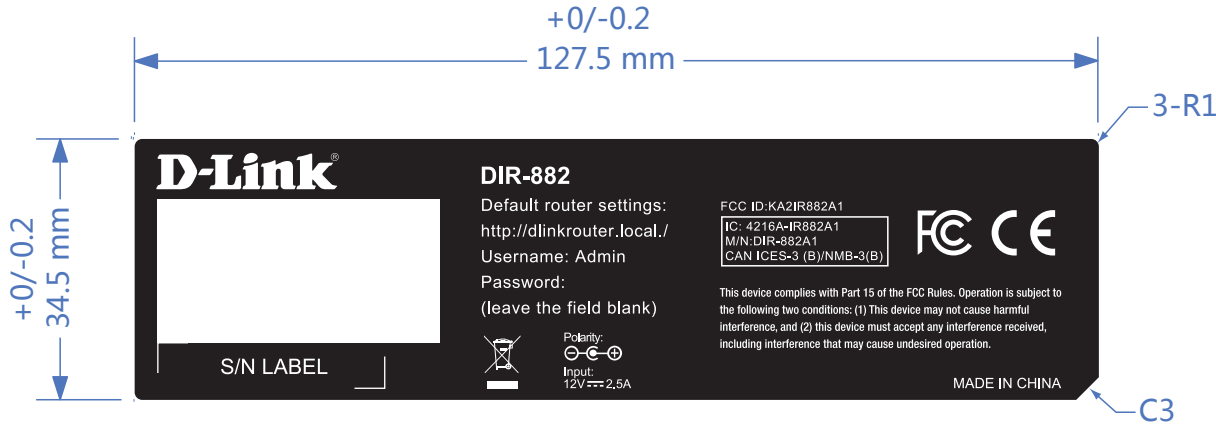 +0/-0.2
127.5 mm
3-R1
+0/-0.2
34.5 mm
D-Link®
S/N LABEL
DIR-882
Default router settings:
http://dlinkrouter.local./
Username: Admin
Password:
(leave the field blank)
Polarity:
Input:
12V⎓2.5A
FCC ID:KA2IR882A1
IC: 4216A-IR882A1
M/N:DIR-882A1
CAN ICES-3 (B)/NMB-3(B)
FC CE
This device complies with Part 15 of the FCC Rules. Operation is subject to
the following two conditions: (1) This device may not cause harmful
interference, and (2) this device must accept any interference received,
including interference that may cause undesired operation.
MADE IN CHINA
C3